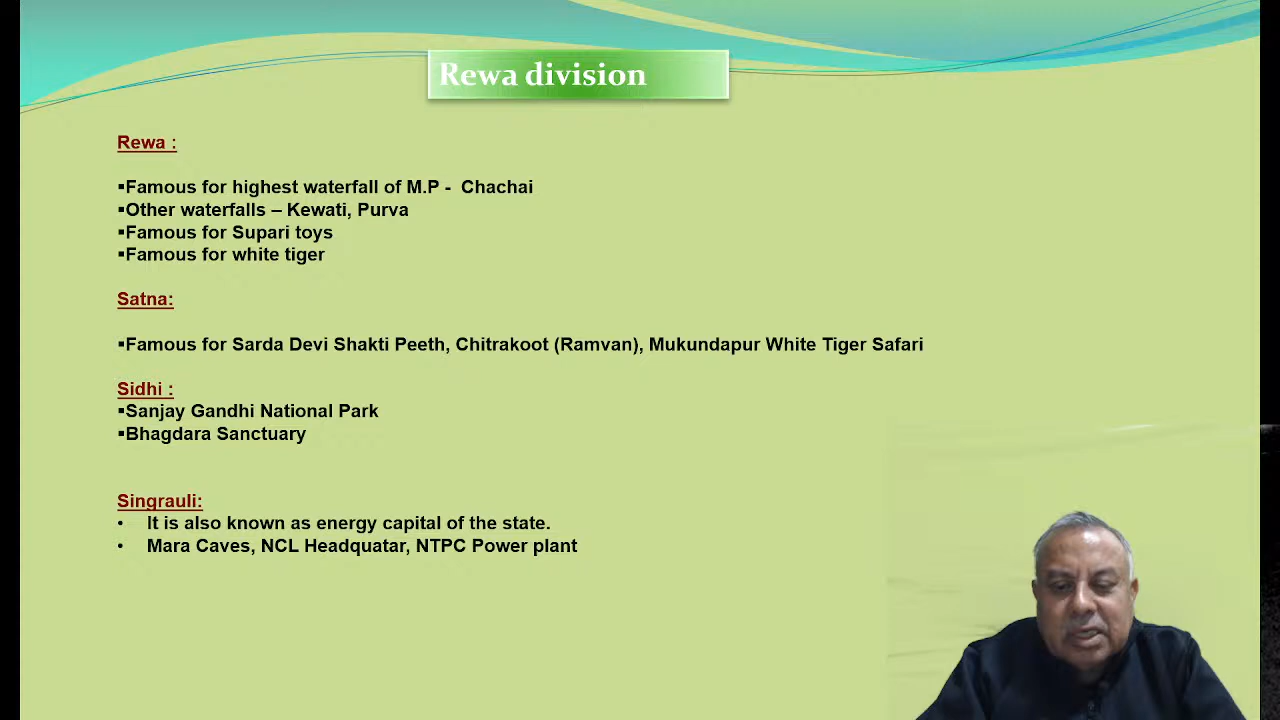 Rewa division
Rewa :
▪Famous for highest waterfall of M.P -  Chachai
▪Other waterfalls – Kewati, Purva
▪Famous for Supari toys
▪Famous for white tiger
Satna:
▪Famous for Sarda Devi Shakti Peeth, Chitrakoot (Ramvan), Mukundapur White Tiger Safari
Sidhi :
▪Sanjay Gandhi National Park
▪Bhagdara Sanctuary
Singrauli:
• It is also known as energy capital of the state.
• Mara Caves, NCL Headquatar, NTPC Power plant